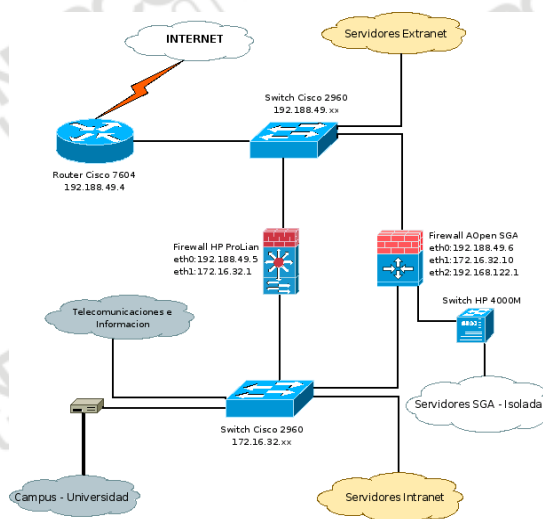 INTERNET
Servidores Extranet
Switch Cisco 2960
192.188.49.xx
Router Cisco 7604
192.188.49.4
Firewall HP ProLian
eth0:192.188.49.5
eth1:172.16.32.1
Firewall AOpen SGA
eth0:192.188.49.6
eth1:172.16.32.10
eth2:192.168.122.1
Switch HP 4000M
Telecomunicaciones e
Informacion
Servidores SGA - Isolada
Switch Cisco 2960
172.16.32.xx
Campus - Universidad
Servidores Intranet